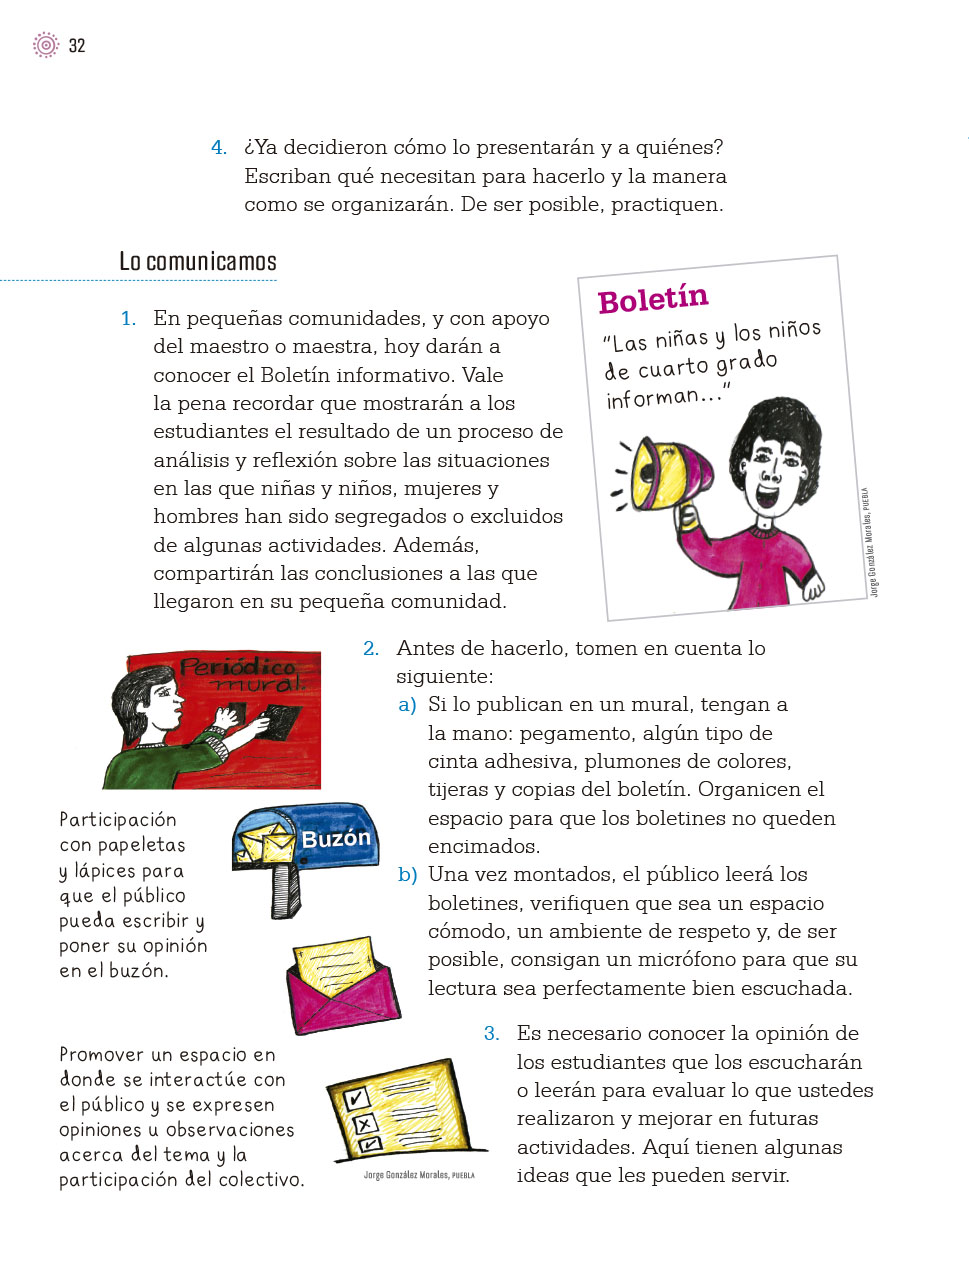 32
4. ¿Ya decidieron cómo lo presentarán y a quiénes?
Escriban qué necesitan para hacerlo y la manera
como se organizarán. De ser posible, practiquen.
Lo comunicamos
1. En pequeñas comunidades, y con apoyo
del maestro o maestra, hoy darán a
conocer el Boletín informativo. Vale
la pena recordar que mostrarán a los
estudiantes el resultado de un proceso de
análisis y reflexión sobre las situaciones
en las que niñas y niños, mujeres y
hombres han sido segregados o excluidos
de algunas actividades. Además,
compartirán las conclusiones a las que
llegaron en su pequeña comunidad.
Boletín
“Las niñas y los niños
de cuarto grado
informan...”
Jorge González Morales, PUEBLA
2. Antes de hacerlo, tomen en cuenta lo
siguiente:
a) Si lo publican en un mural, tengan a
la mano: pegamento, algún tipo de
cinta adhesiva, plumones de colores,
tijeras y copias del boletín. Organicen el
espacio para que los boletines no queden
encimados.
b) Una vez montados, el público leerá los
boletines, verifiquen que sea un espacio
cómodo, un ambiente de respeto y, de ser
posible, consigan un micrófono para que su
lectura sea perfectamente bien escuchada.
Periódico
mural.
Participación
con papeletas
y lápices para
que el público
pueda escribir y
poner su opinión
en el buzón.
Buzón
3. Es necesario conocer la opinión de
los estudiantes que los escucharán
o leerán para evaluar lo que ustedes
realizaron y mejorar en futuras
actividades. Aquí tienen algunas
ideas que les pueden servir.
Promover un espacio en
donde se interactúe con
el público y se expresen
opiniones u observaciones
acerca del tema y la
participación del colectivo.
Jorge González Morales, PUEBLA